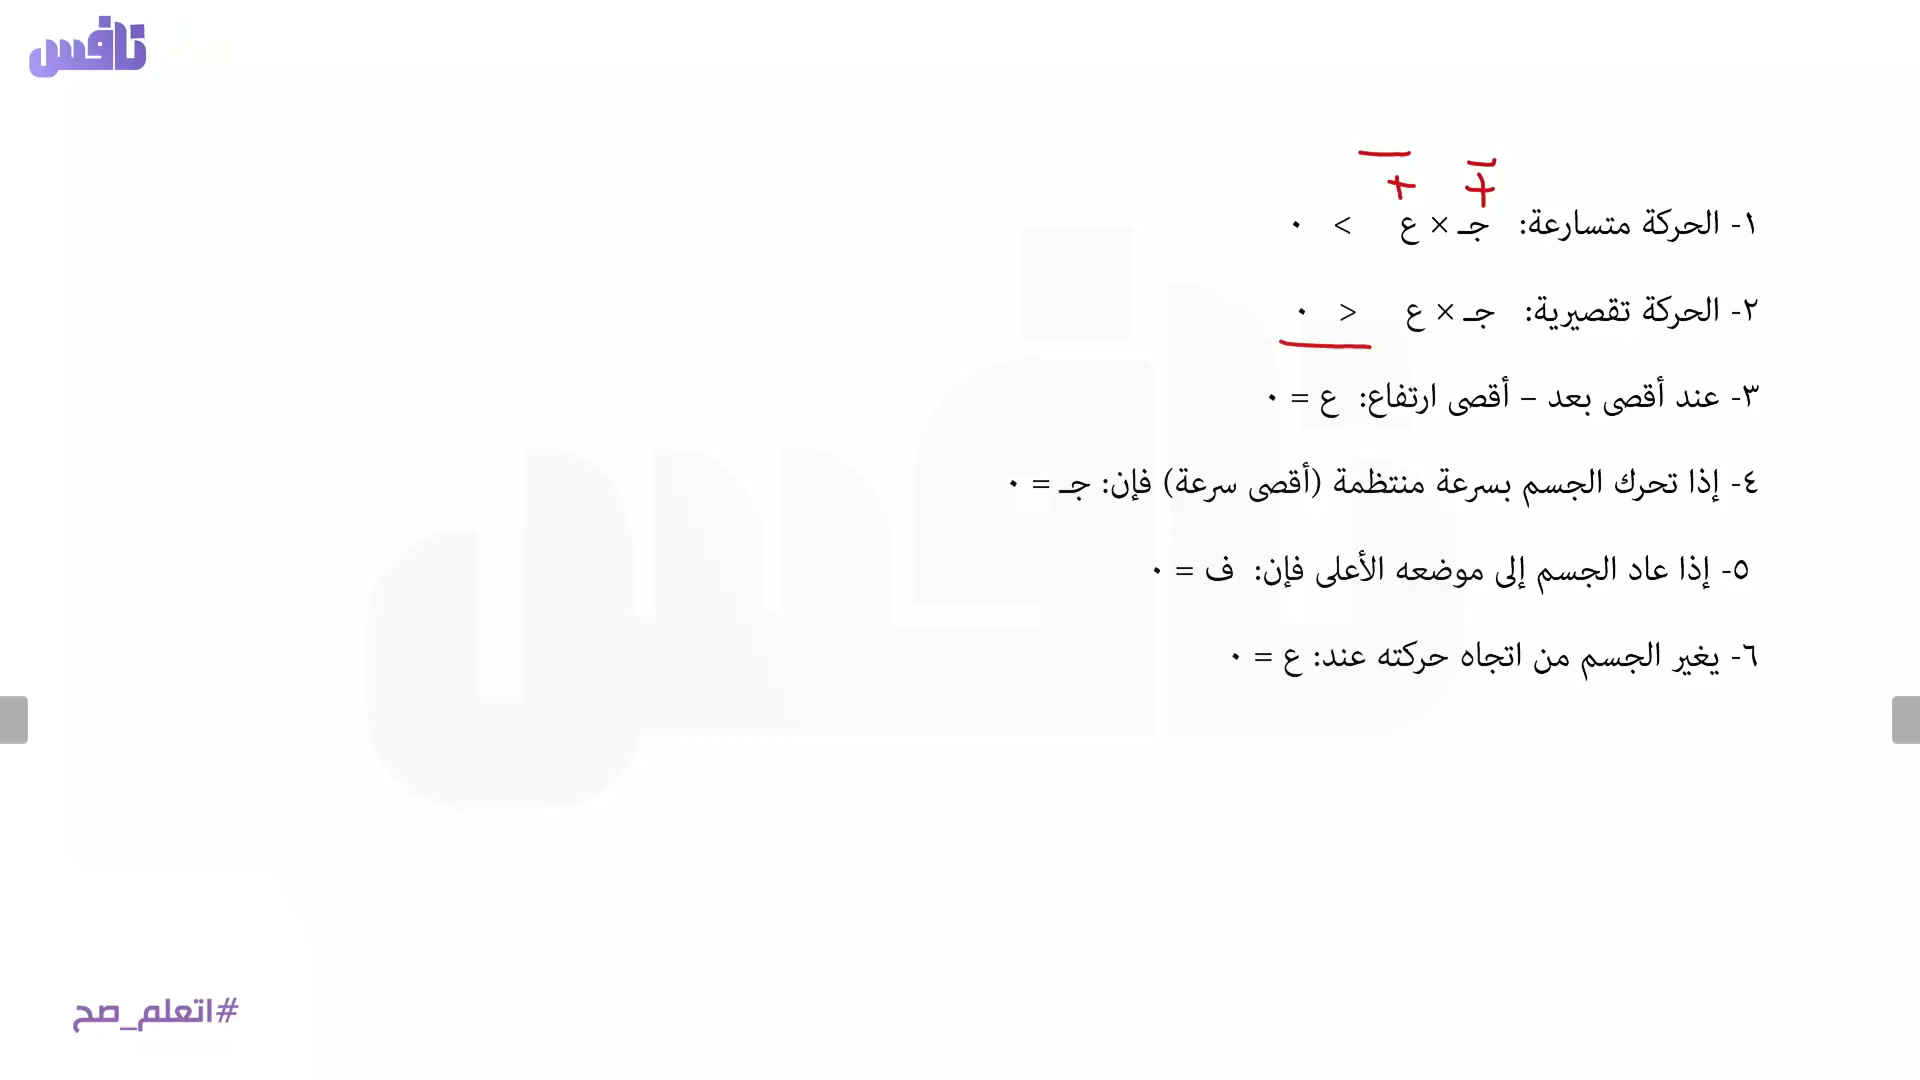 نافس
+ +
١- الحركة متسارعة: جـ × ع > ٠
٢- الحركة تقصيرية: جـ × ع < ٠
٣- عند أقصى بعد – أقصى ارتفاع: ع = ٠
٤- إذا تحرك الجسم بسرعة منتظمة (أقصى سرعة) فإن: جـ = ٠
٥- إذا عاد الجسم إلى موضعه الأعلى فإن: ف = ٠
٦- يغير الجسم من اتجاه حركته عند: ع = ٠
#اتعلم_صح